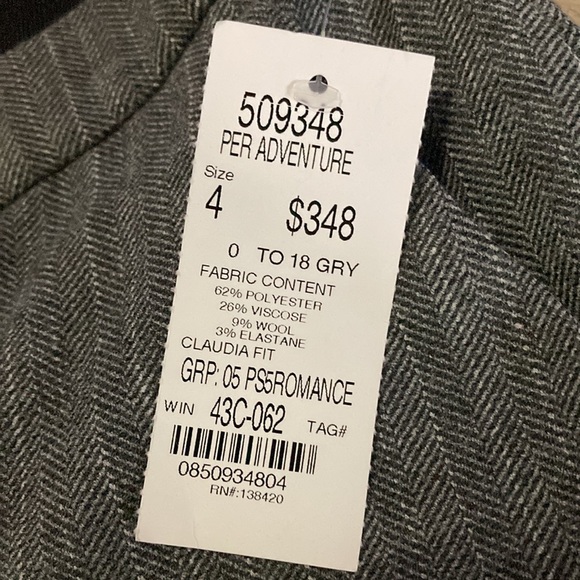 509348
PER ADVENTURE
Size
4 $348
0 TO 18 GRY
FABRIC CONTENT
62% POLYESTER
26% VISCOSE
9% WOOL
3% ELASTANE
CLAUDIA FIT
GRP: 05 PS5ROMANCE
WIN 43C-062 TAG#
0850934804
RN#:138420